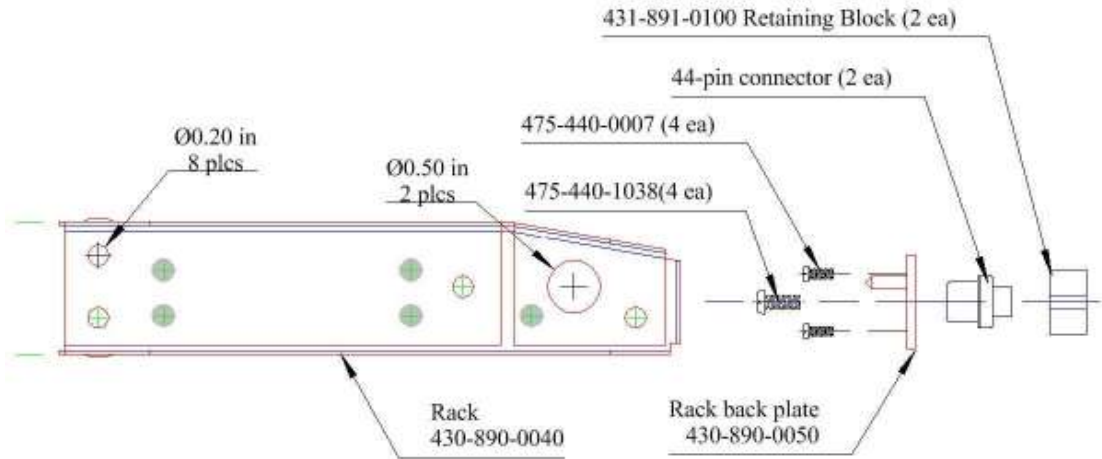 431-891-0100 Retaining Block (2 ea)
44-pin connector (2 ea)
475-440-0007 (4 ea)
Ø0.20 in
8 plcs
Ø0.50 in
2 plcs
475-440-1038(4 ea)
Rack
430-890-0040
Rack back plate
430-890-0050